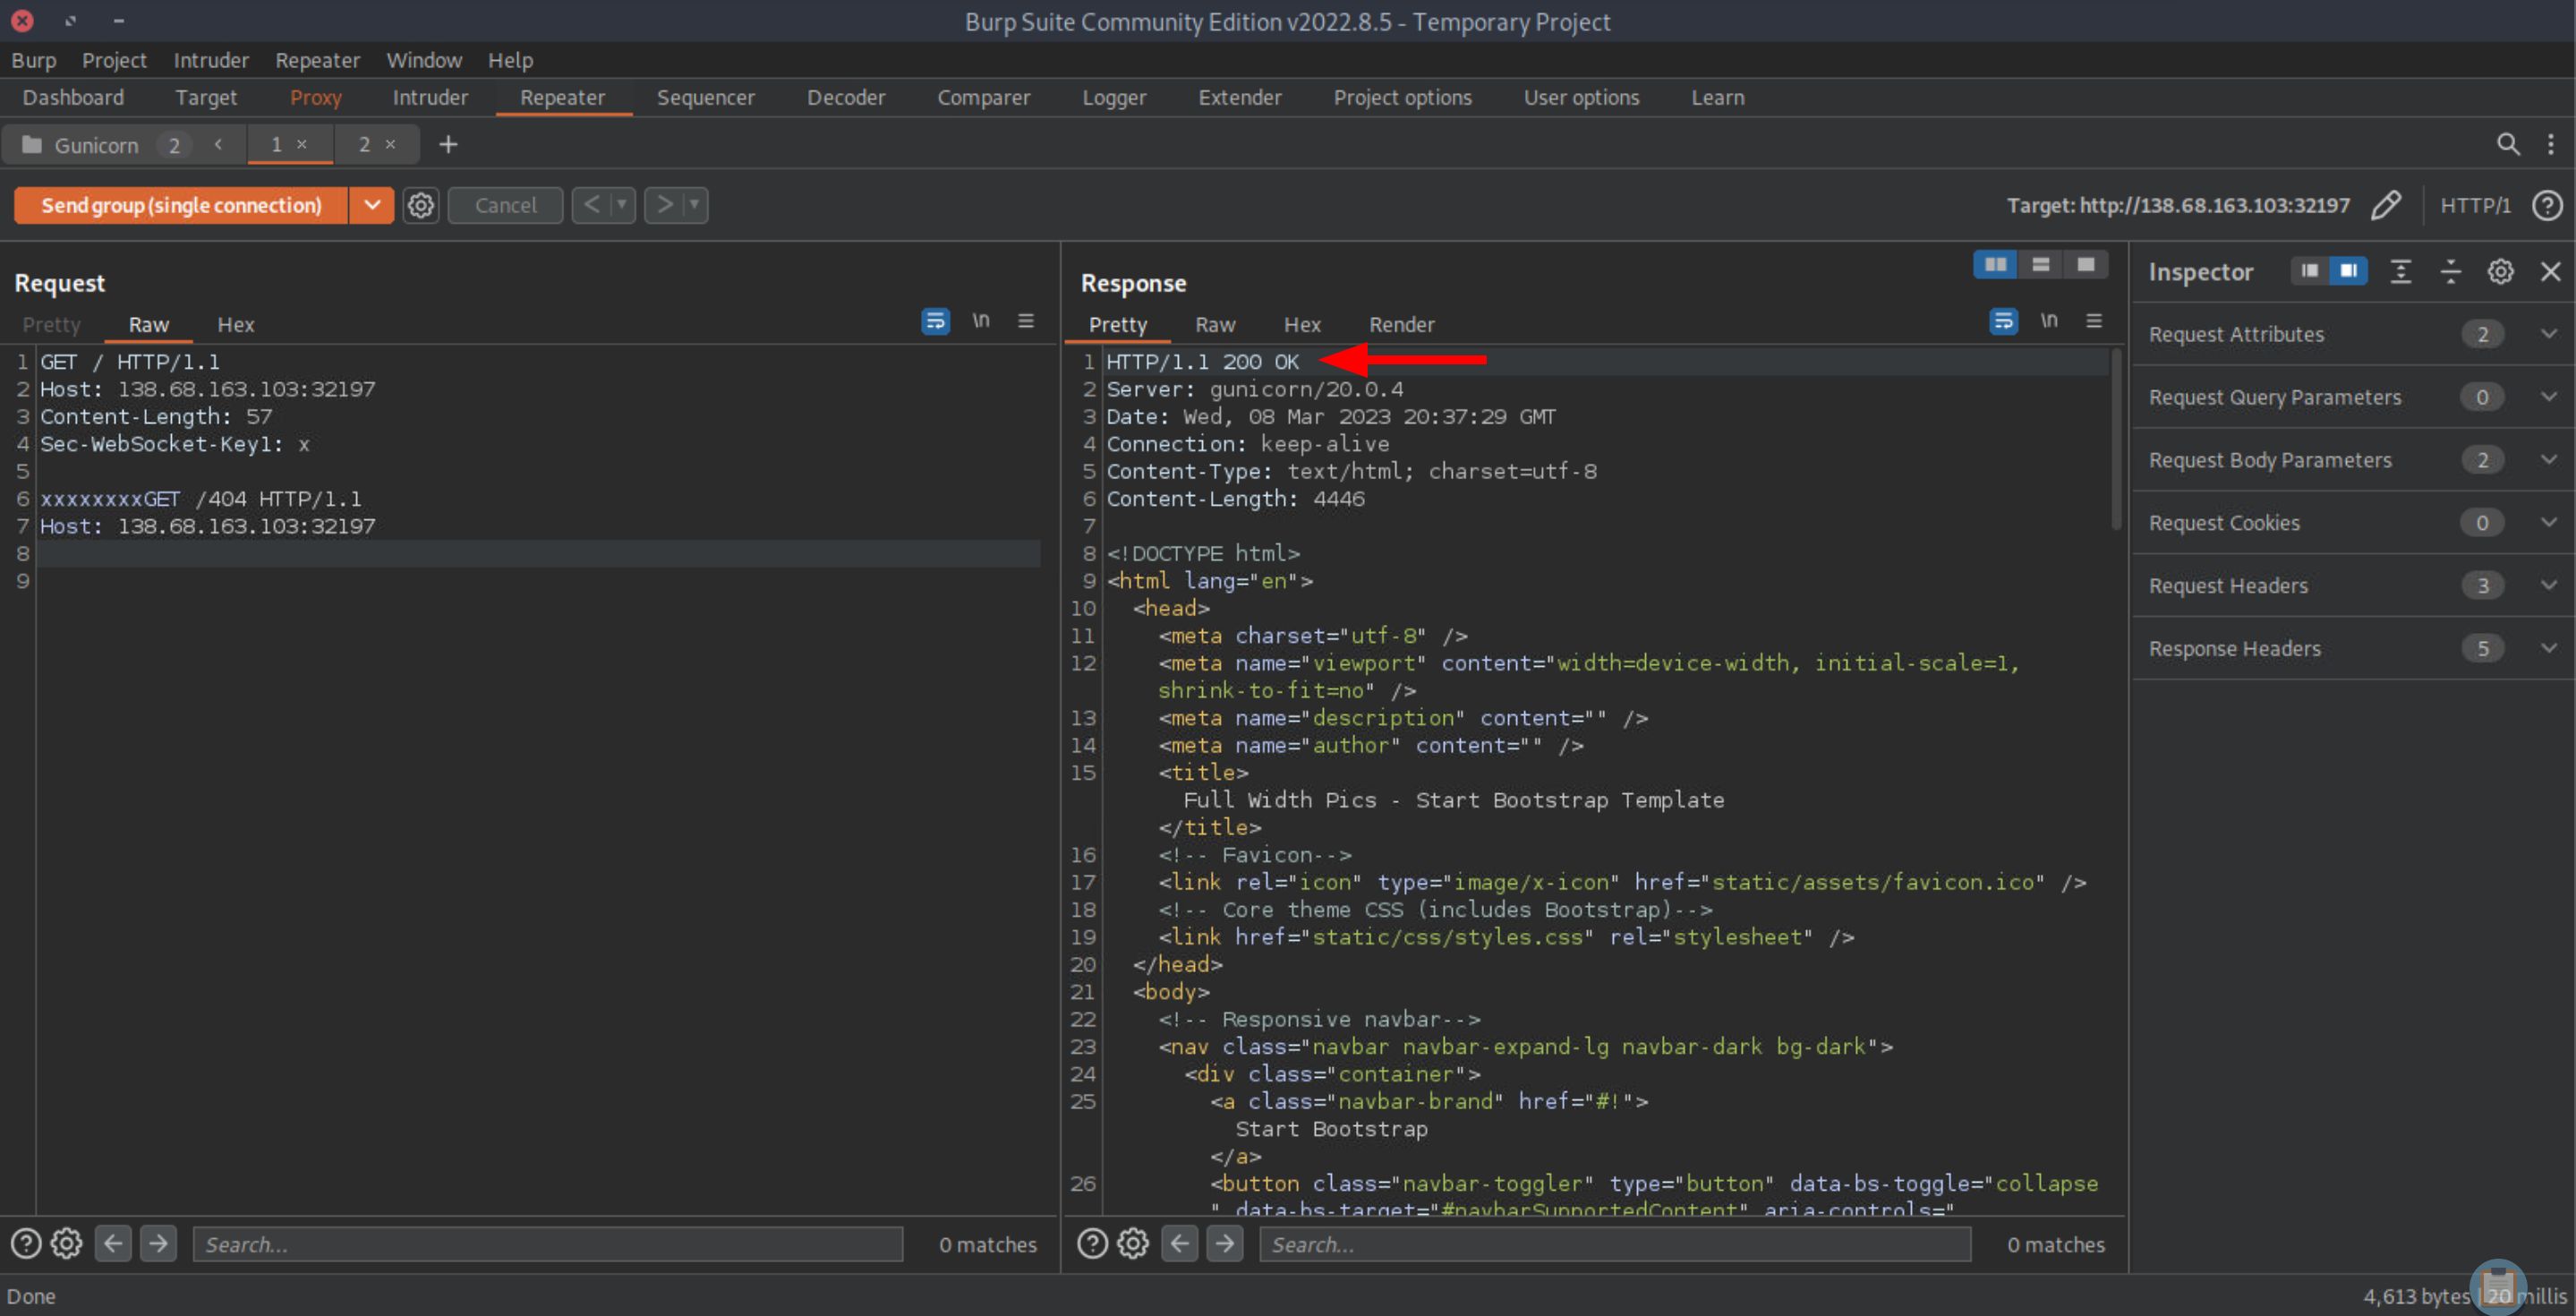 Burp Suite Community Edition v2022.8.5 - Temporary Project
Burp Project Intruder Repeater Window Help
Dashboard Target Proxy Intruder Repeater Sequencer Decoder Comparer Logger Extender Project options User options Learn
Gunicorn 2 < 1 × 2 × +
Send group (single connection) Cancel < > Target: http://138.68.163.103:32197 HTTP/1 ?
Request
Pretty Raw Hex \n
1 GET / HTTP/1.1
2 Host: 138.68.163.103:32197
3 Content-Length: 57
4 Sec-WebSocket-Key1: x
5
6 xxxxxxxxGET /404 HTTP/1.1
7 Host: 138.68.163.103:32197
8
9
? Search... 0 matches
Response
Pretty Raw Hex Render \n
1 HTTP/1.1 200 OK
2 Server: gunicorn/20.0.4
3 Date: Wed, 08 Mar 2023 20:37:29 GMT
4 Connection: keep-alive
5 Content-Type: text/html; charset=utf-8
6 Content-Length: 4446
7
8 <!DOCTYPE html>
9 <html lang="en">
10 <head>
11 <meta charset="utf-8" />
12 <meta name="viewport" content="width=device-width, initial-scale=1,
shrink-to-fit=no" />
13 <meta name="description" content="" />
14 <meta name="author" content="" />
15 <title>
Full Width Pics - Start Bootstrap Template
</title>
16 <!-- Favicon-->
17 <link rel="icon" type="image/x-icon" href="static/assets/favicon.ico" />
18 <!-- Core theme CSS (includes Bootstrap)-->
19 <link href="static/css/styles.css" rel="stylesheet" />
20 </head>
21 <body>
22 <!-- Responsive navbar-->
23 <nav class="navbar navbar-expand-lg navbar-dark bg-dark">
24 <div class="container">
25 <a class="navbar-brand" href="#!">
Start Bootstrap
</a>
26 <button class="navbar-toggler" type="button" data-bs-toggle="collapse
" data-bs-target="#navbarSupportedContent" aria-controls="
? Search... 0 matches
Inspector
Request Attributes 2
Request Query Parameters 0
Request Body Parameters 2
Request Cookies 0
Request Headers 3
Response Headers 5
Done
4,613 bytes | 20 millis